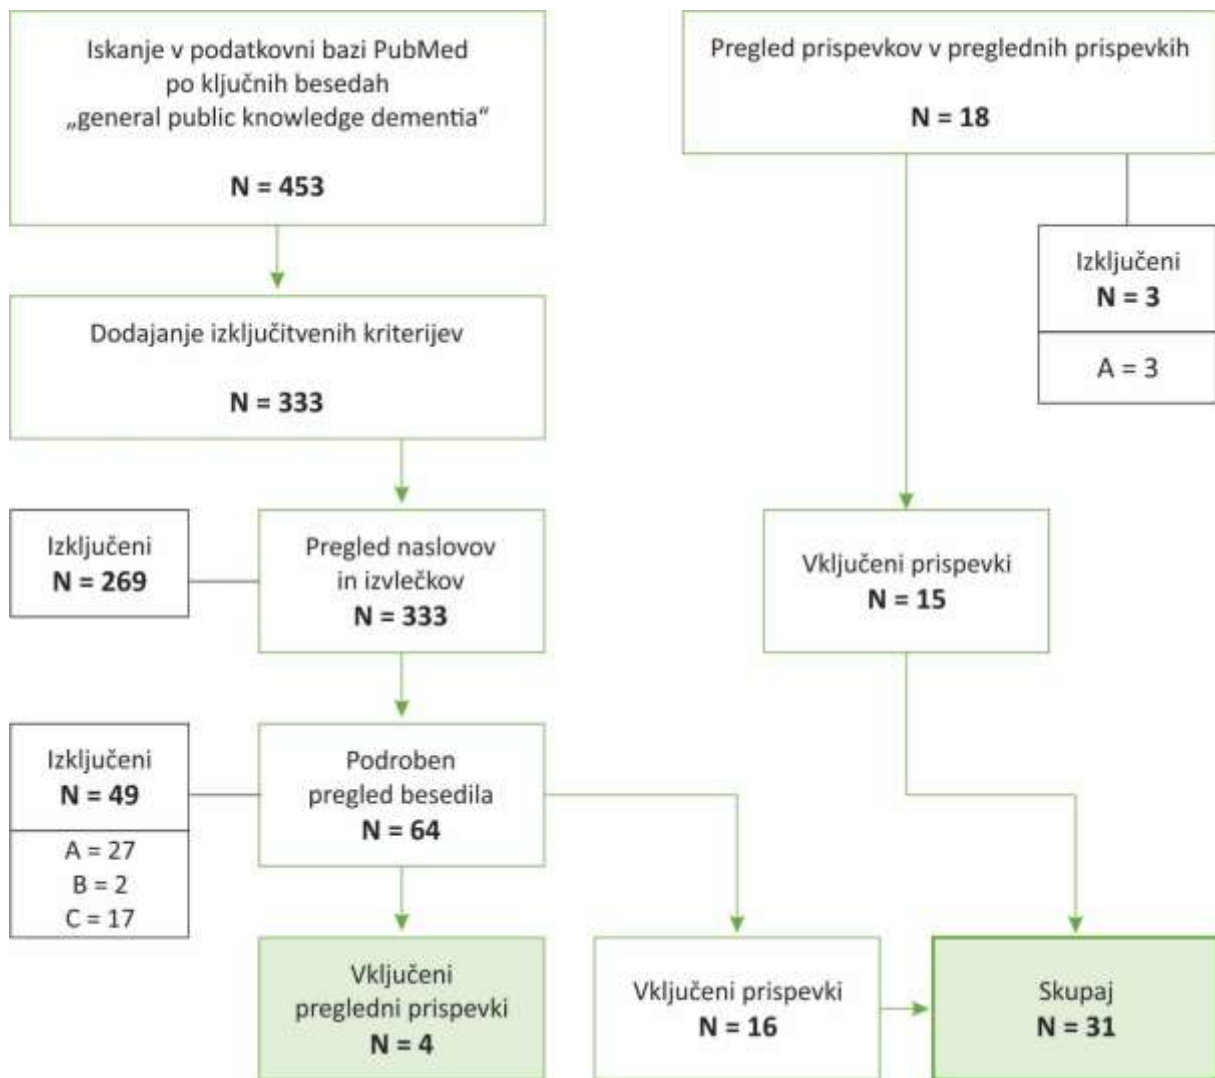 Iskanje v podatkovni bazi PubMed
po ključnih besedah
„general public knowledge dementia“
N = 453
Pregled prispevkov v preglednih prispevkih
N = 18
Izključeni
N = 3
A = 3
Dodajanje izključitvenih kriterijev
N = 333
Izključeni
N = 269
Pregled naslovov
in izvlečkov
N = 333
Vključeni prispevki
N = 15
Izključeni
N = 49
A = 27
B = 2
C = 17
Podroben
pregled besedila
N = 64
Vključeni
pregledni prispevki
N = 4
Vključeni prispevki
N = 16
Skupaj
N = 31